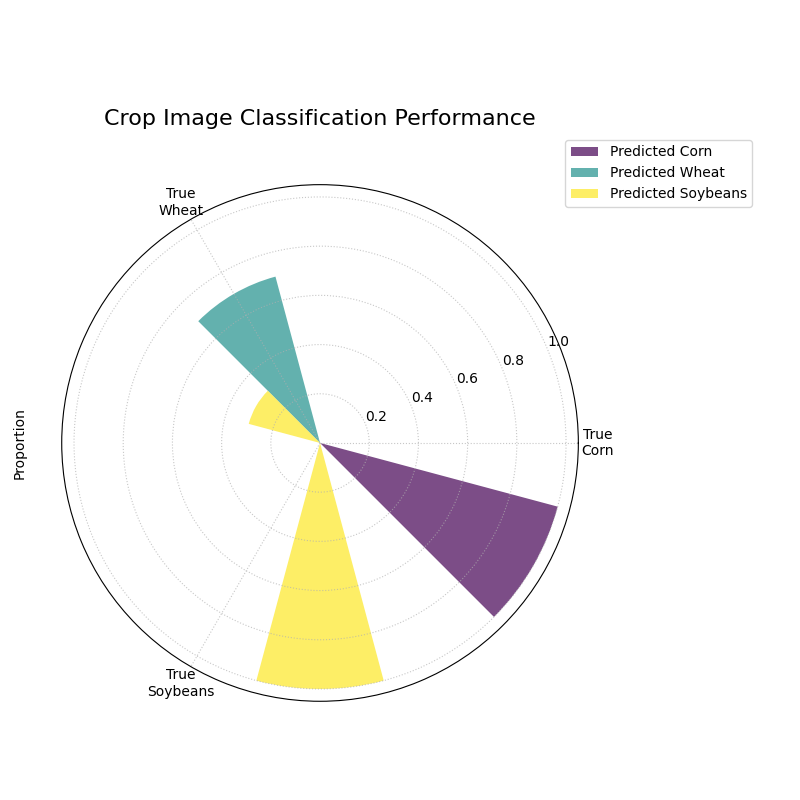 Crop Image Classification Performance
Predicted Corn
Predicted Wheat
Predicted Soybeans
True
Wheat
1.0
0.8
0.6
0.4
0.2
True
Corn
Proportion
True
Soybeans